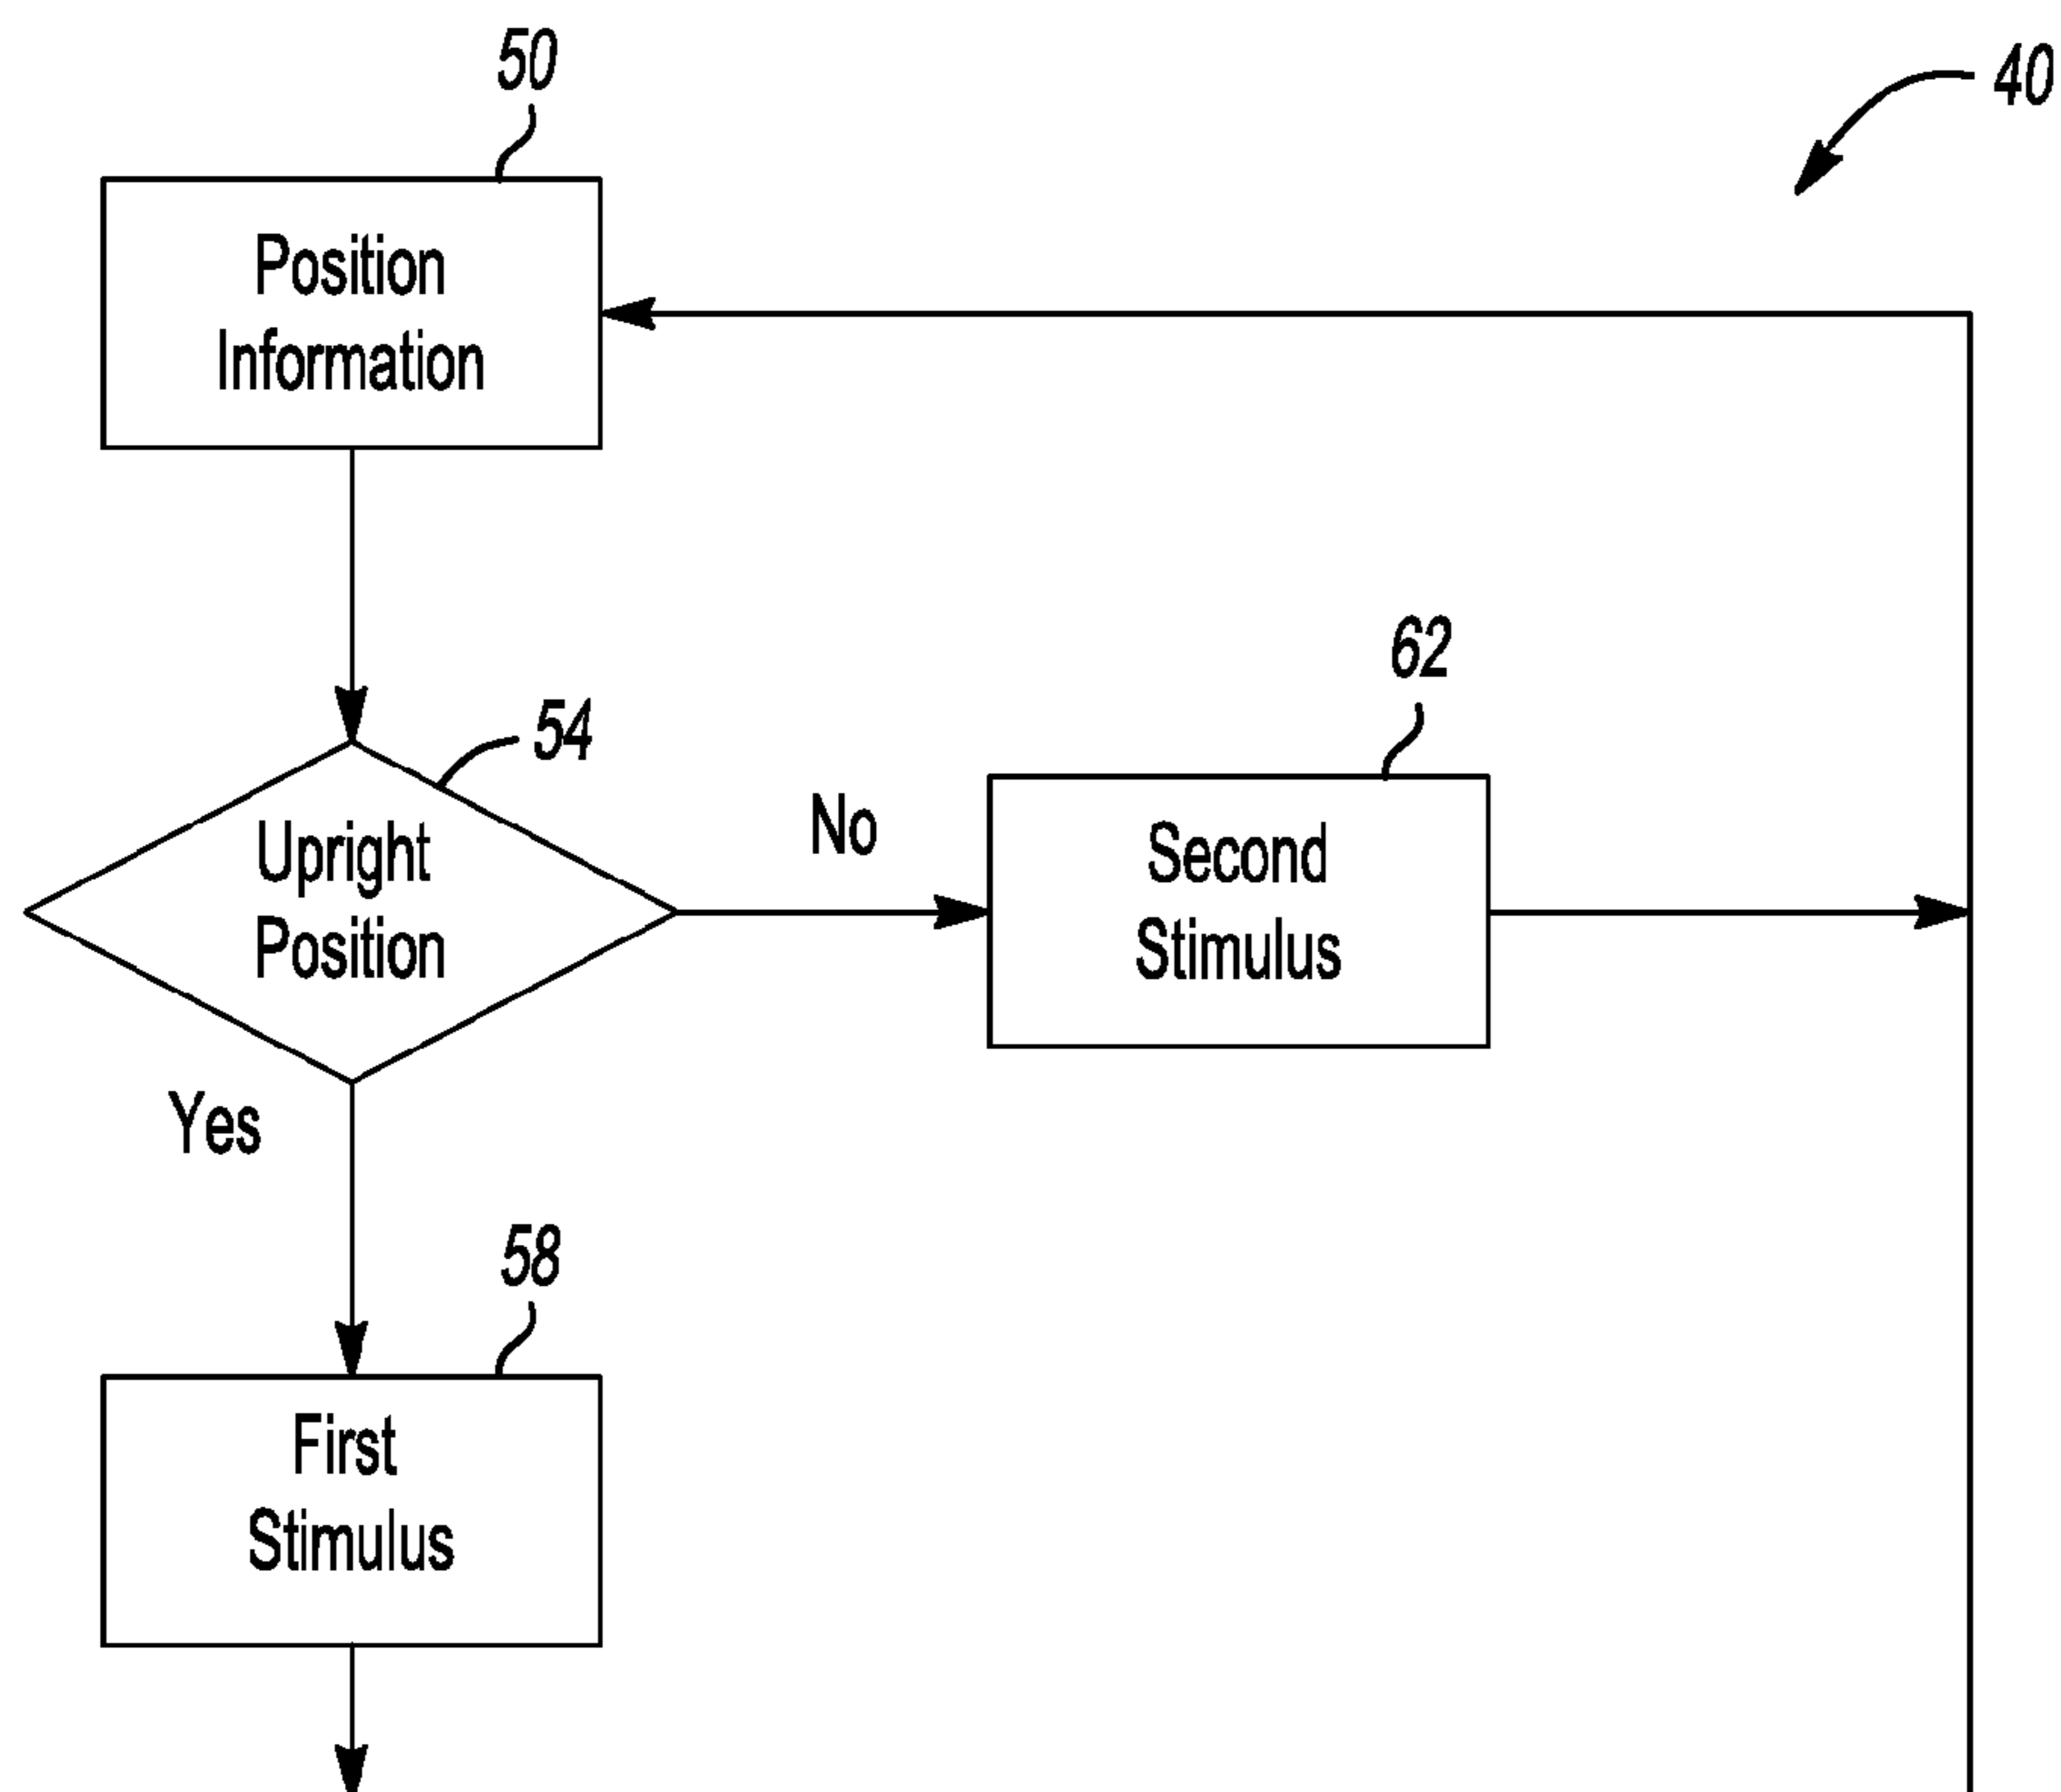 50
40
Position
Information
54
Upright
Position
No
62
Second
Stimulus
Yes
58
First
Stimulus